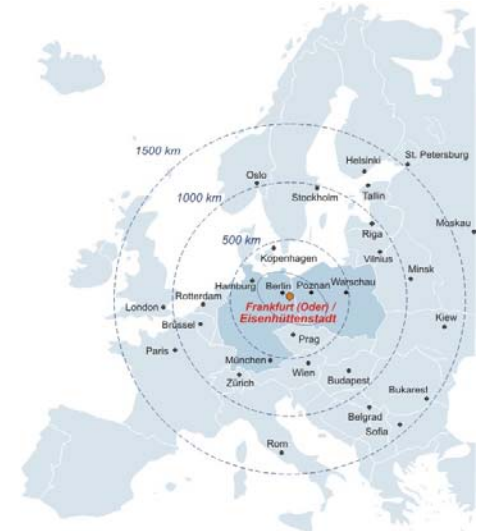 1500 km
St. Petersburg
Helsinki
Oslo
1000 km
Stockholm
Tallin
Riga
Moskau
500 km
Kopenhagen
Vilnius
Minsk
Hamburg
Berlin
Poznan
Warschau
Rotterdam
London
Frankfurt (Oder) /
Eisenhüttenstadt
Kiew
Brüssel
Prag
Paris
München
Wien
Zürich
Budapest
Bukarest
Belgrad
Sofia
Rom